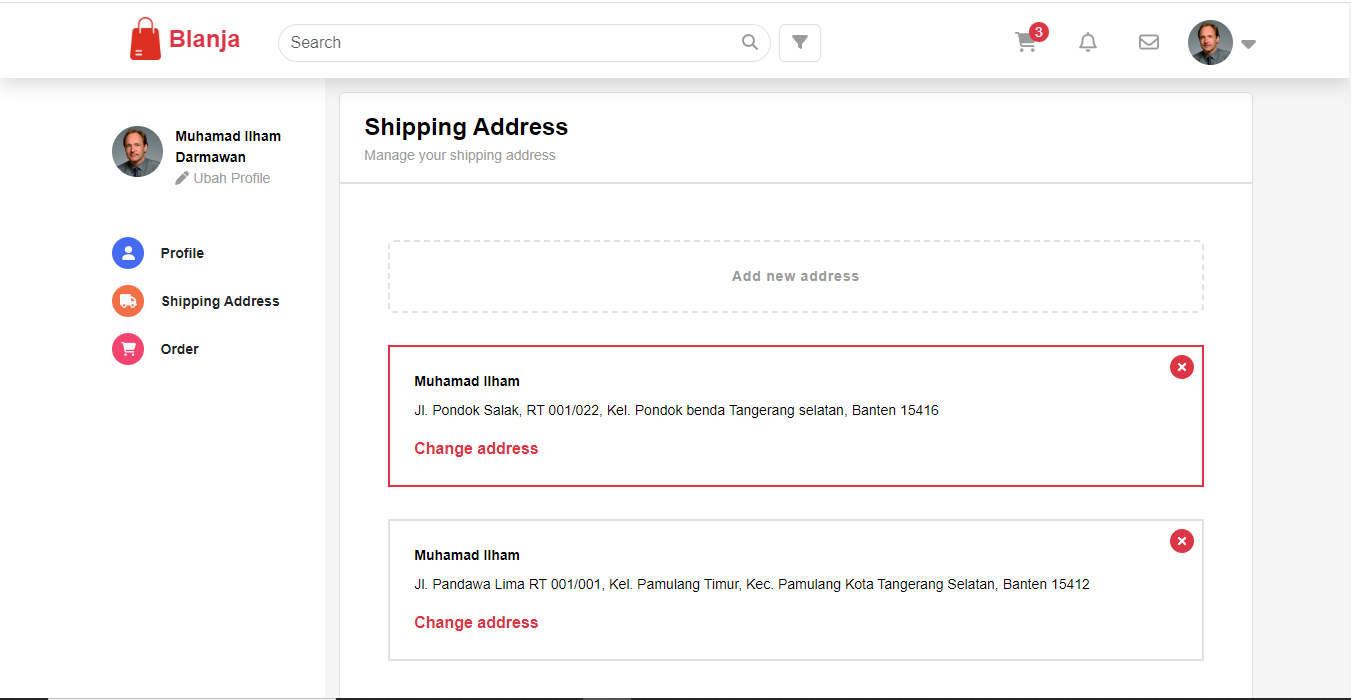 Blanja
Search
3
Muhamad Ilham
Darmawan
Ubah Profile
Profile
Shipping Address
Order
Shipping Address
Manage your shipping address
Add new address
Muhamad Ilham
Jl. Pondok Salak, RT 001/022, Kel. Pondok benda Tangerang selatan, Banten 15416
Change address
Muhamad Ilham
Jl. Pandawa Lima RT 001/001, Kel. Pamulang Timur, Kec. Pamulang Kota Tangerang Selatan, Banten 15412
Change address